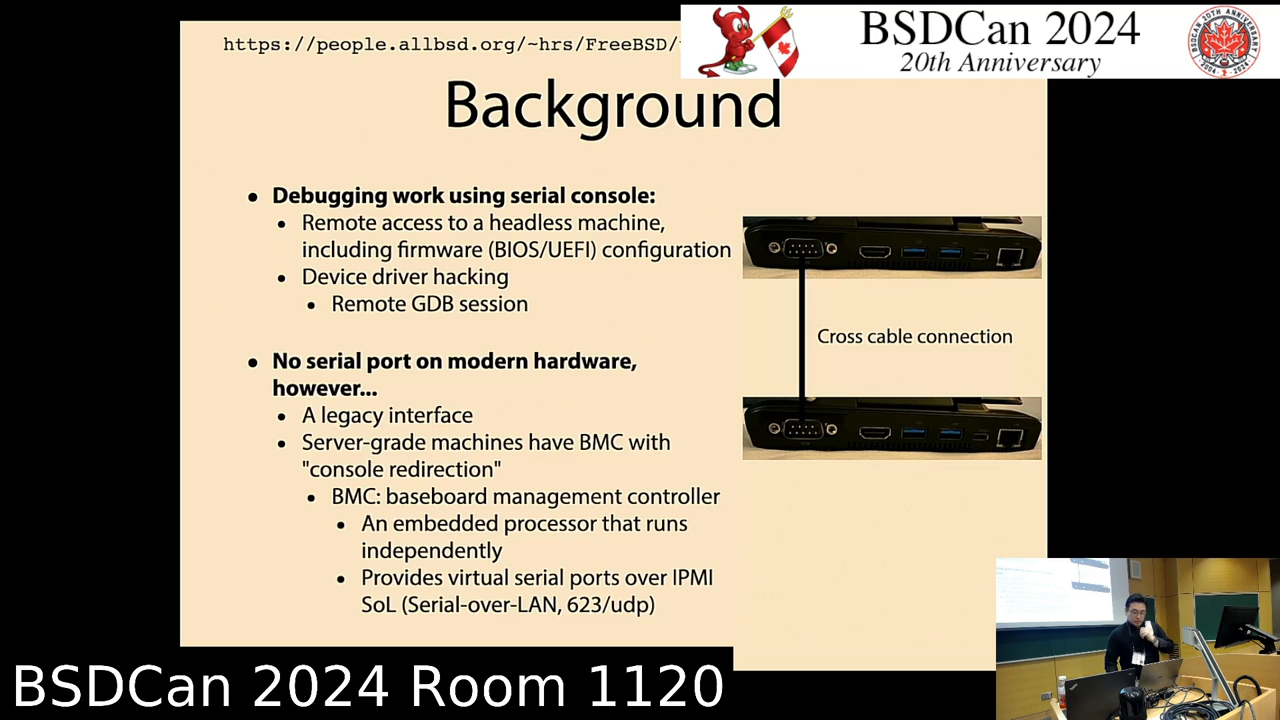 https://people.allbsd.org/~hrs/FreeBSD/
BSDCan 2024
20th Anniversary
Background
• Debugging work using serial console:
• Remote access to a headless machine,
including firmware (BIOS/UEFI) configuration
• Device driver hacking
• Remote GDB session
• No serial port on modern hardware,
however...
• A legacy interface
• Server-grade machines have BMC with
"console redirection"
• BMC: baseboard management controller
• An embedded processor that runs
independently
• Provides virtual serial ports over IPMI
SoL (Serial-over-LAN, 623/udp)
Cross cable connection
BSDCan 2024 Room 1120